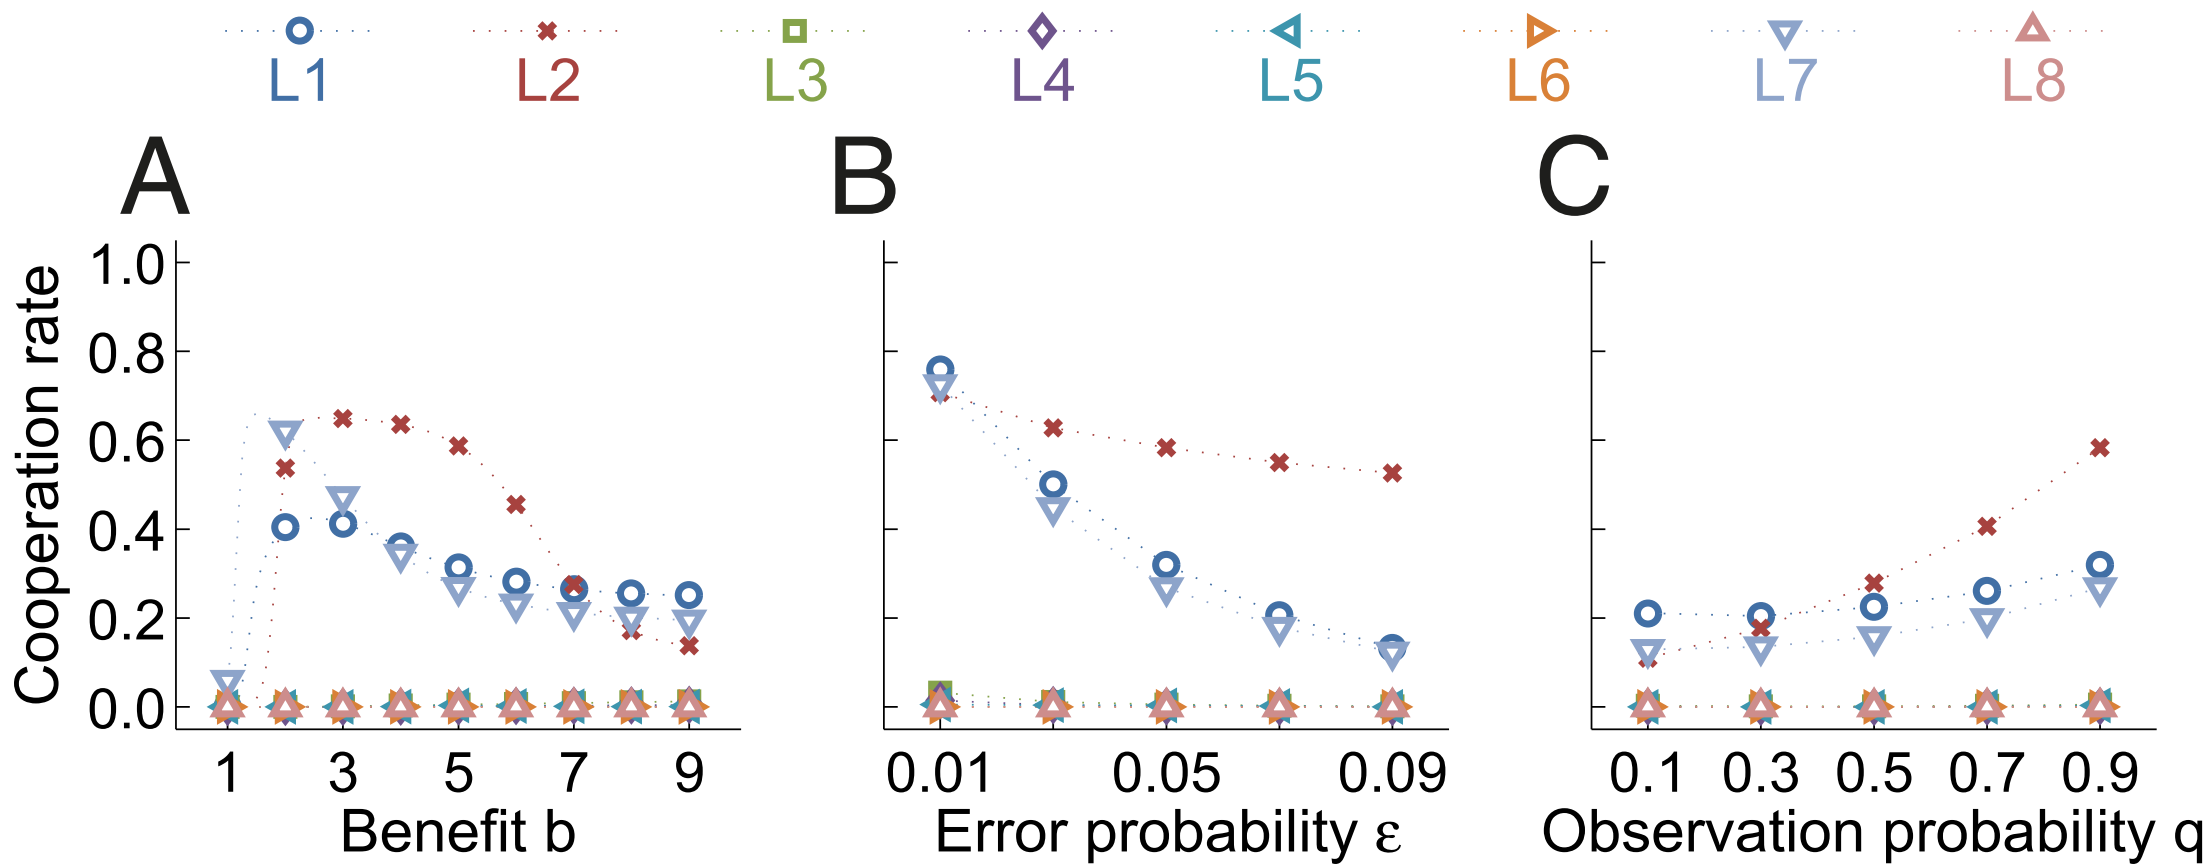 L1 L2 L3 L4 L5 L6 L7 L8
A B C
Cooperation rate
1.0
0.8
0.6
0.4
0.2
0.0
1 3 5 7 9
0.01 0.05 0.09
0.1 0.3 0.5 0.7 0.9
Benefit b
Error probability ε
Observation probability q